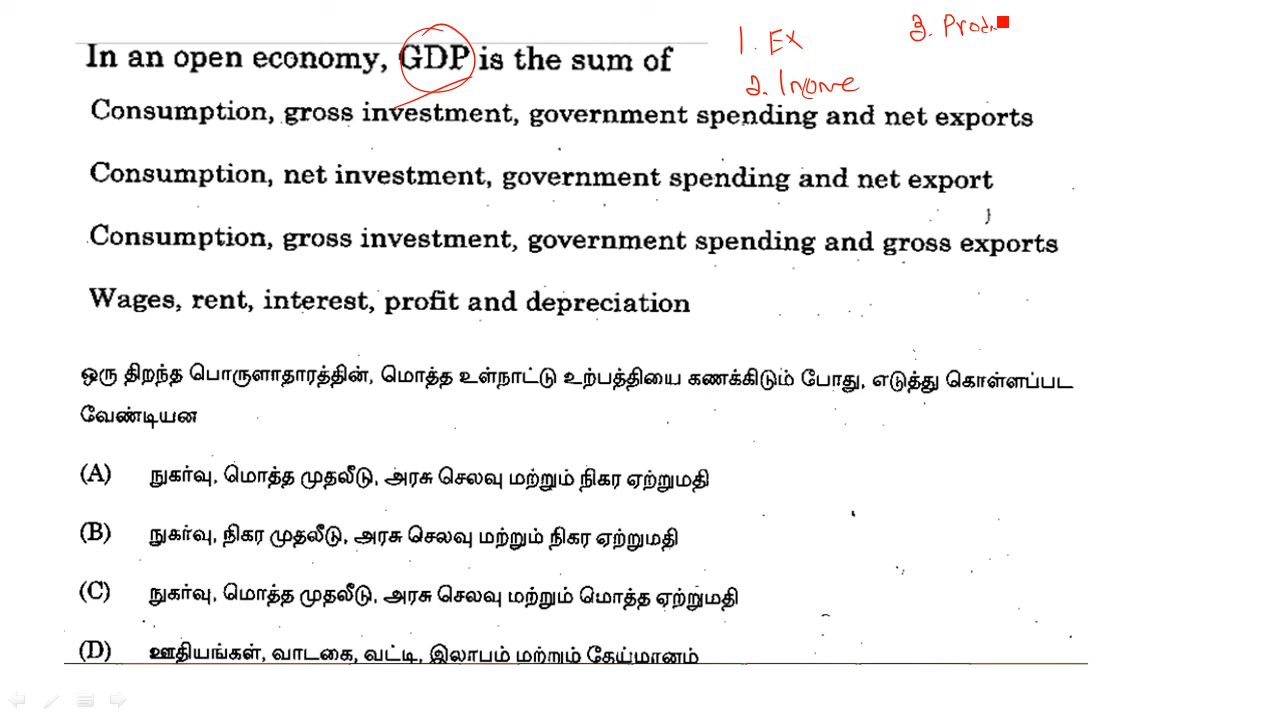 1. Ex
3. Prod
In an open economy, GDP is the sum of
2. Income
Consumption, gross investment, government spending and net exports
Consumption, net investment, government spending and net export
Consumption, gross investment, government spending and gross exports
Wages, rent, interest, profit and depreciation
ஒரு திறந்த பொருளாதாரத்தின், மொத்த உள்நாட்டு உற்பத்தியை கணக்கிடும் போது, எடுத்து கொள்ளப்பட
வேண்டியன
(A) நுகர்வு, மொத்த முதலீடு, அரசு செலவு மற்றும் நிகர ஏற்றுமதி
(B) நுகர்வு, நிகர முதலீடு, அரசு செலவு மற்றும் நிகர ஏற்றுமதி
(C) நுகர்வு, மொத்த முதலீடு, அரசு செலவு மற்றும் மொத்த ஏற்றுமதி
(D) ஊதியங்கள், வாடகை, வட்டி, இலாபம் மற்றும் தேய்மானம்